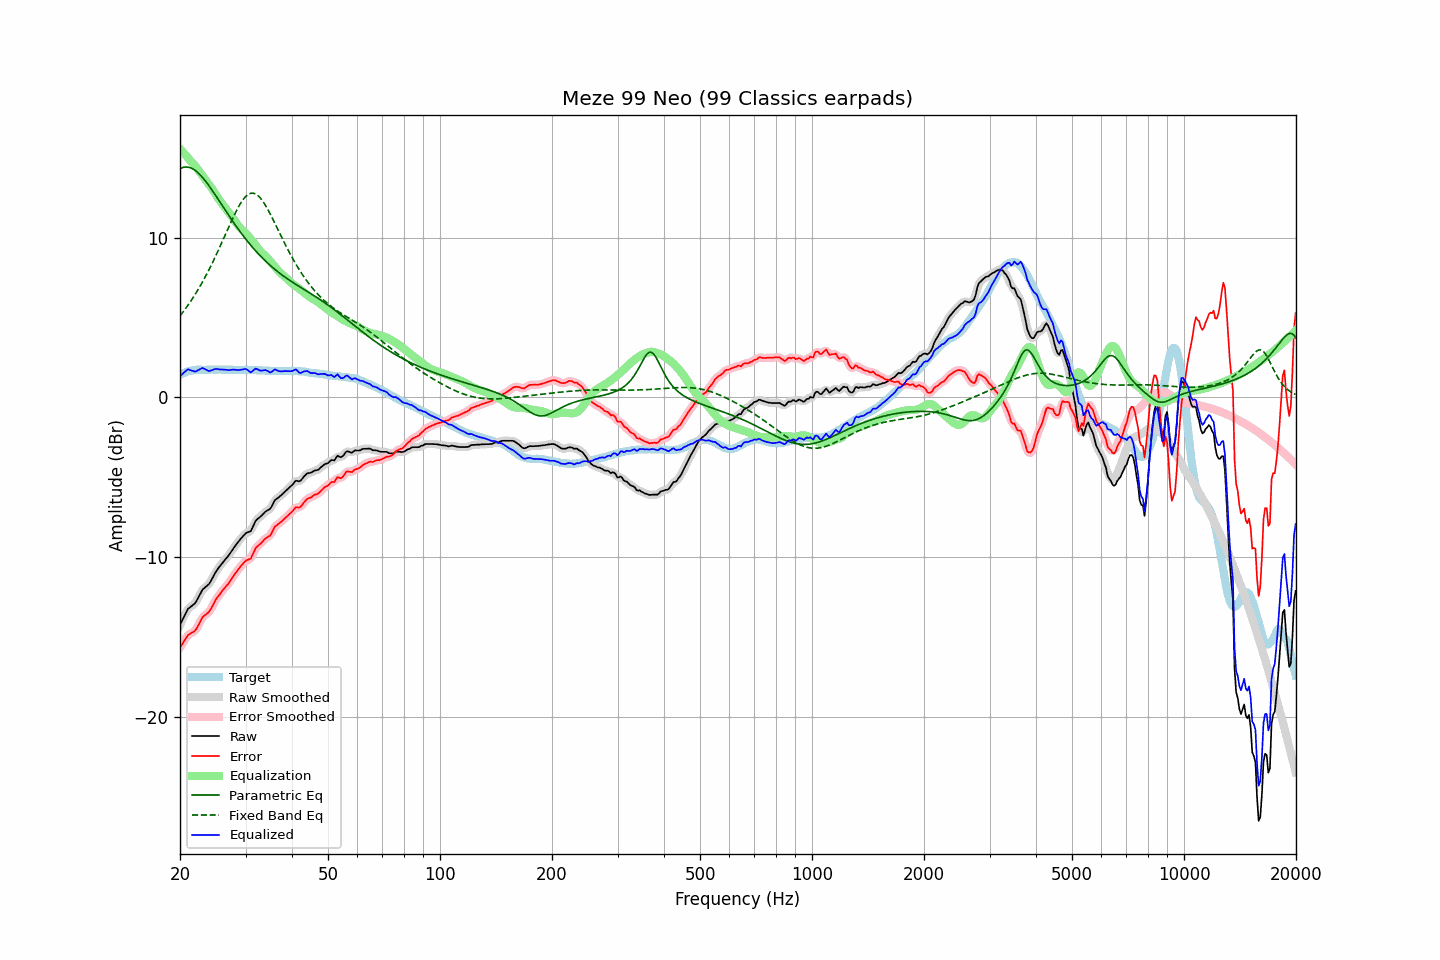 Meze 99 Neo (99 Classics earpads)
10
0
−10
−20
Amplitude (dBr)
Target
Raw Smoothed
Error Smoothed
Raw
Error
Equalization
Parametric Eq
Fixed Band Eq
Equalized
20 50 100 200 500 1000 2000 5000 10000 20000
Frequency (Hz)